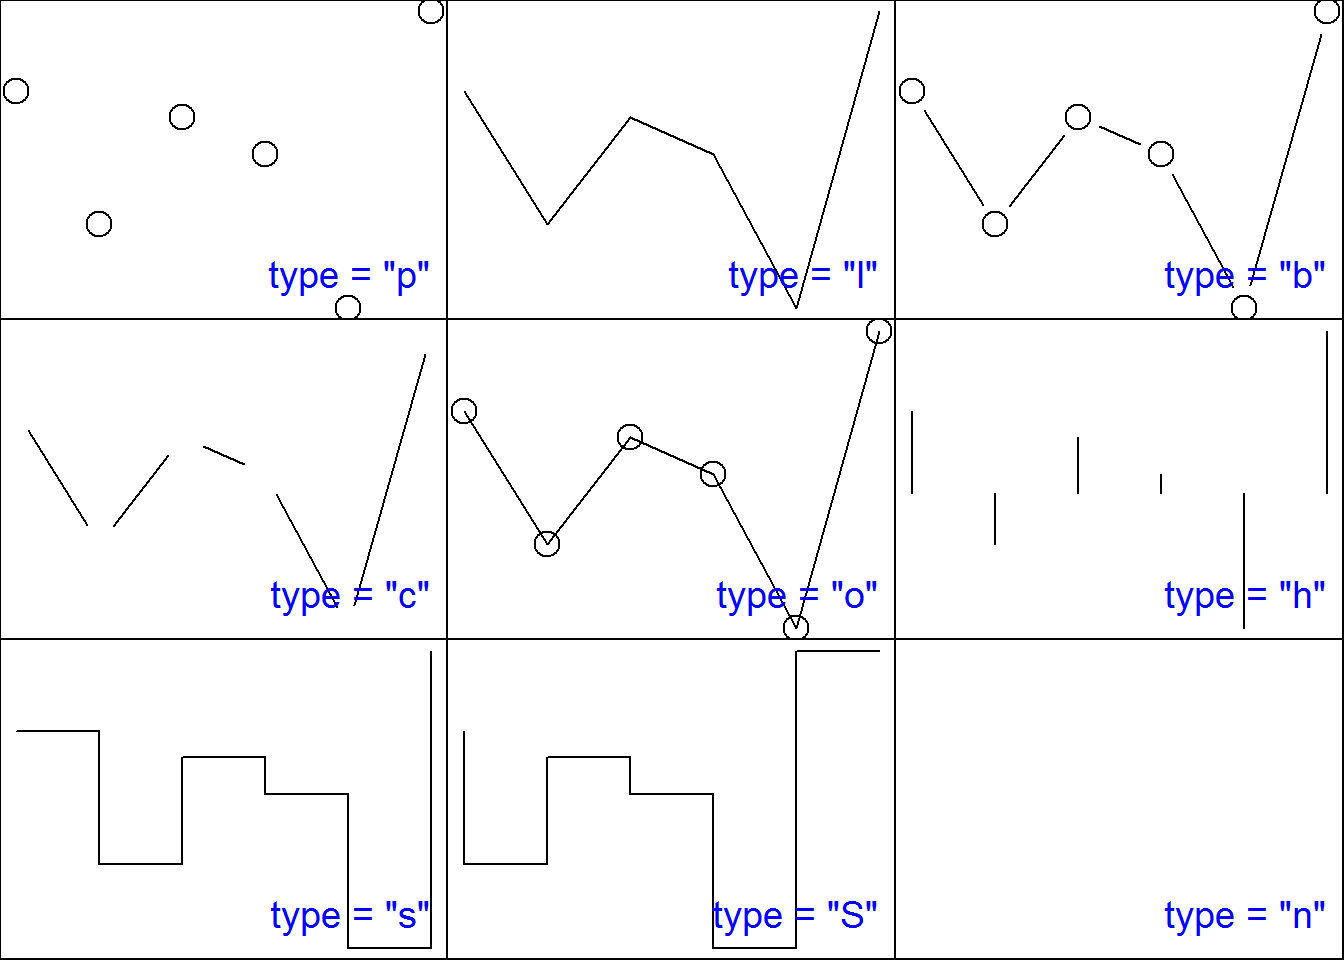 type = "p"
type = "l"
type = "b"
type = "c"
type = "o"
type = "h"
type = "s"
type = "S"
type = "n"